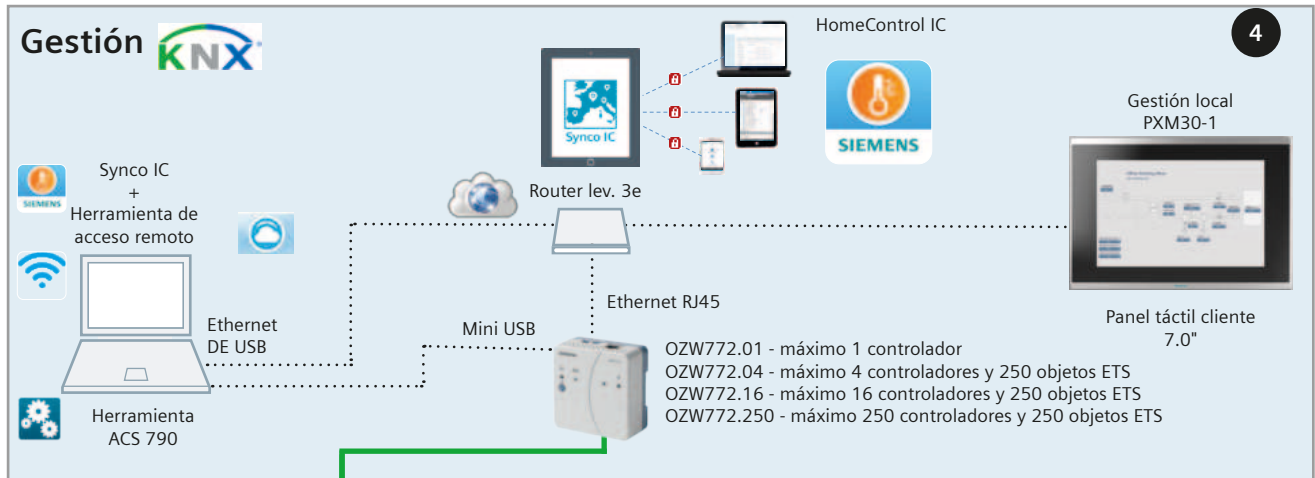 Gestión KNX
HomeControl IC
4
Synco IC
SIEMENS
Gestión local
PXM30-1
SIEMENS
Synco IC
+
Herramienta de
acceso remoto
Router lev. 3e
Ethernet RJ45
Ethernet
DE USB
Mini USB
Panel táctil cliente
7.0"
OZW772.01 - máximo 1 controlador
OZW772.04 - máximo 4 controladores y 250 objetos ETS
OZW772.16 - máximo 16 controladores y 250 objetos ETS
OZW772.250 - máximo 250 controladores y 250 objetos ETS
Herramienta
ACS 790